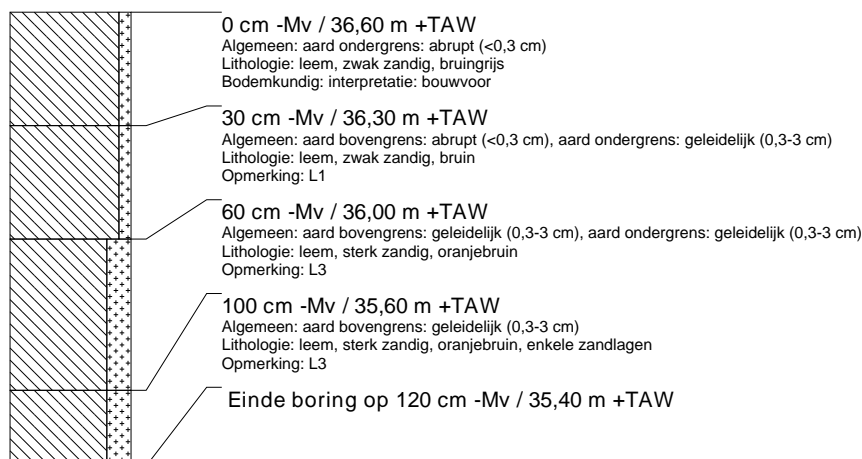 0 cm -Mv / 36,60 m +TAW
Algemeen: aard ondergrens: abrupt (<0,3 cm)
Lithologie: leem, zwak zandig, bruingrijs
Bodemkundig: interpretatie: bouwvoor
30 cm -Mv / 36,30 m +TAW
Algemeen: aard bovengrens: abrupt (<0,3 cm), aard ondergrens: geleidelijk (0,3-3 cm)
Lithologie: leem, zwak zandig, bruin
Opmerking: L1
60 cm -Mv / 36,00 m +TAW
Algemeen: aard bovengrens: geleidelijk (0,3-3 cm), aard ondergrens: geleidelijk (0,3-3 cm)
Lithologie: leem, sterk zandig, oranjebruin
Opmerking: L3
100 cm -Mv / 35,60 m +TAW
Algemeen: aard bovengrens: geleidelijk (0,3-3 cm)
Lithologie: leem, sterk zandig, oranjebruin, enkele zandlagen
Opmerking: L3
Einde boring op 120 cm -Mv / 35,40 m +TAW